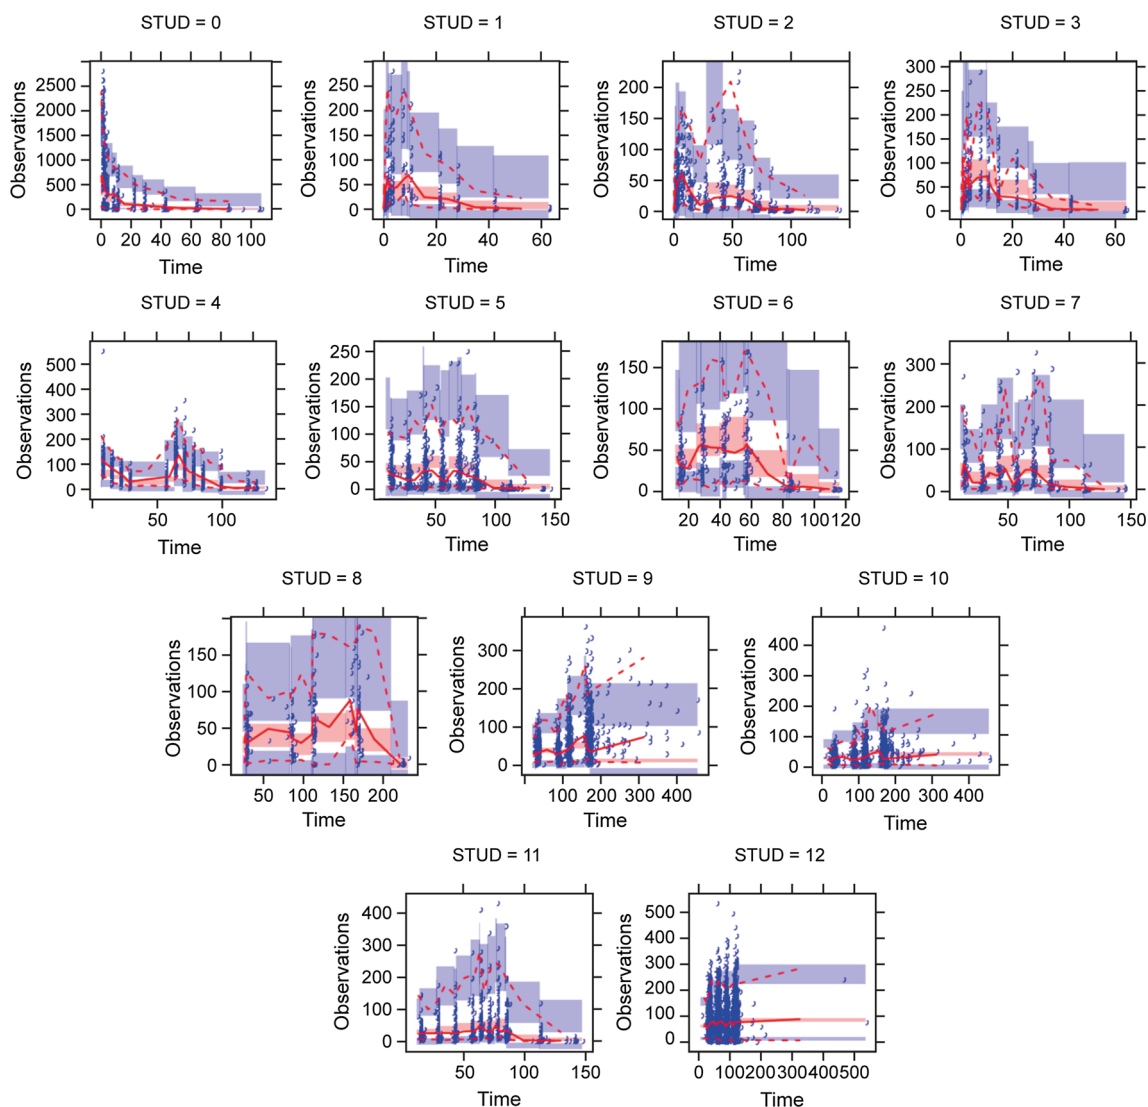 STUD = 0 STUD = 1 STUD = 2 STUD = 3
Observations 2500 2000 1500 1000 500 0
0 20 40 60 80 100
Time
Observations 300 250 200 150 100 50 0
0 20 40 60
Time
Observations 200 150 100 50 0
0 50 100
Time
Observations 300 250 200 150 100 50 0
0 20 40 60
Time
STUD = 4 STUD = 5 STUD = 6 STUD = 7
Observations 500 400 300 200 100 0
50 100
Time
Observations 250 200 150 100 50 0
50 100 150
Time
Observations 150 100 50 0
20 40 60 80 100 120
Time
Observations 300 200 100 0
50 100 150
Time
STUD = 8 STUD = 9 STUD = 10
Observations 150 100 50 0
50 100 150 200
Time
Observations 300 200 100 0
100 200 300 400
Time
Observations 400 300 200 100 0
0 100 200 300 400
Time
STUD = 11 STUD = 12
Observations 400 300 200 100 0
50 100 150
Time
Observations 500 400 300 200 100 0
0 100 200 300 400 500
Time